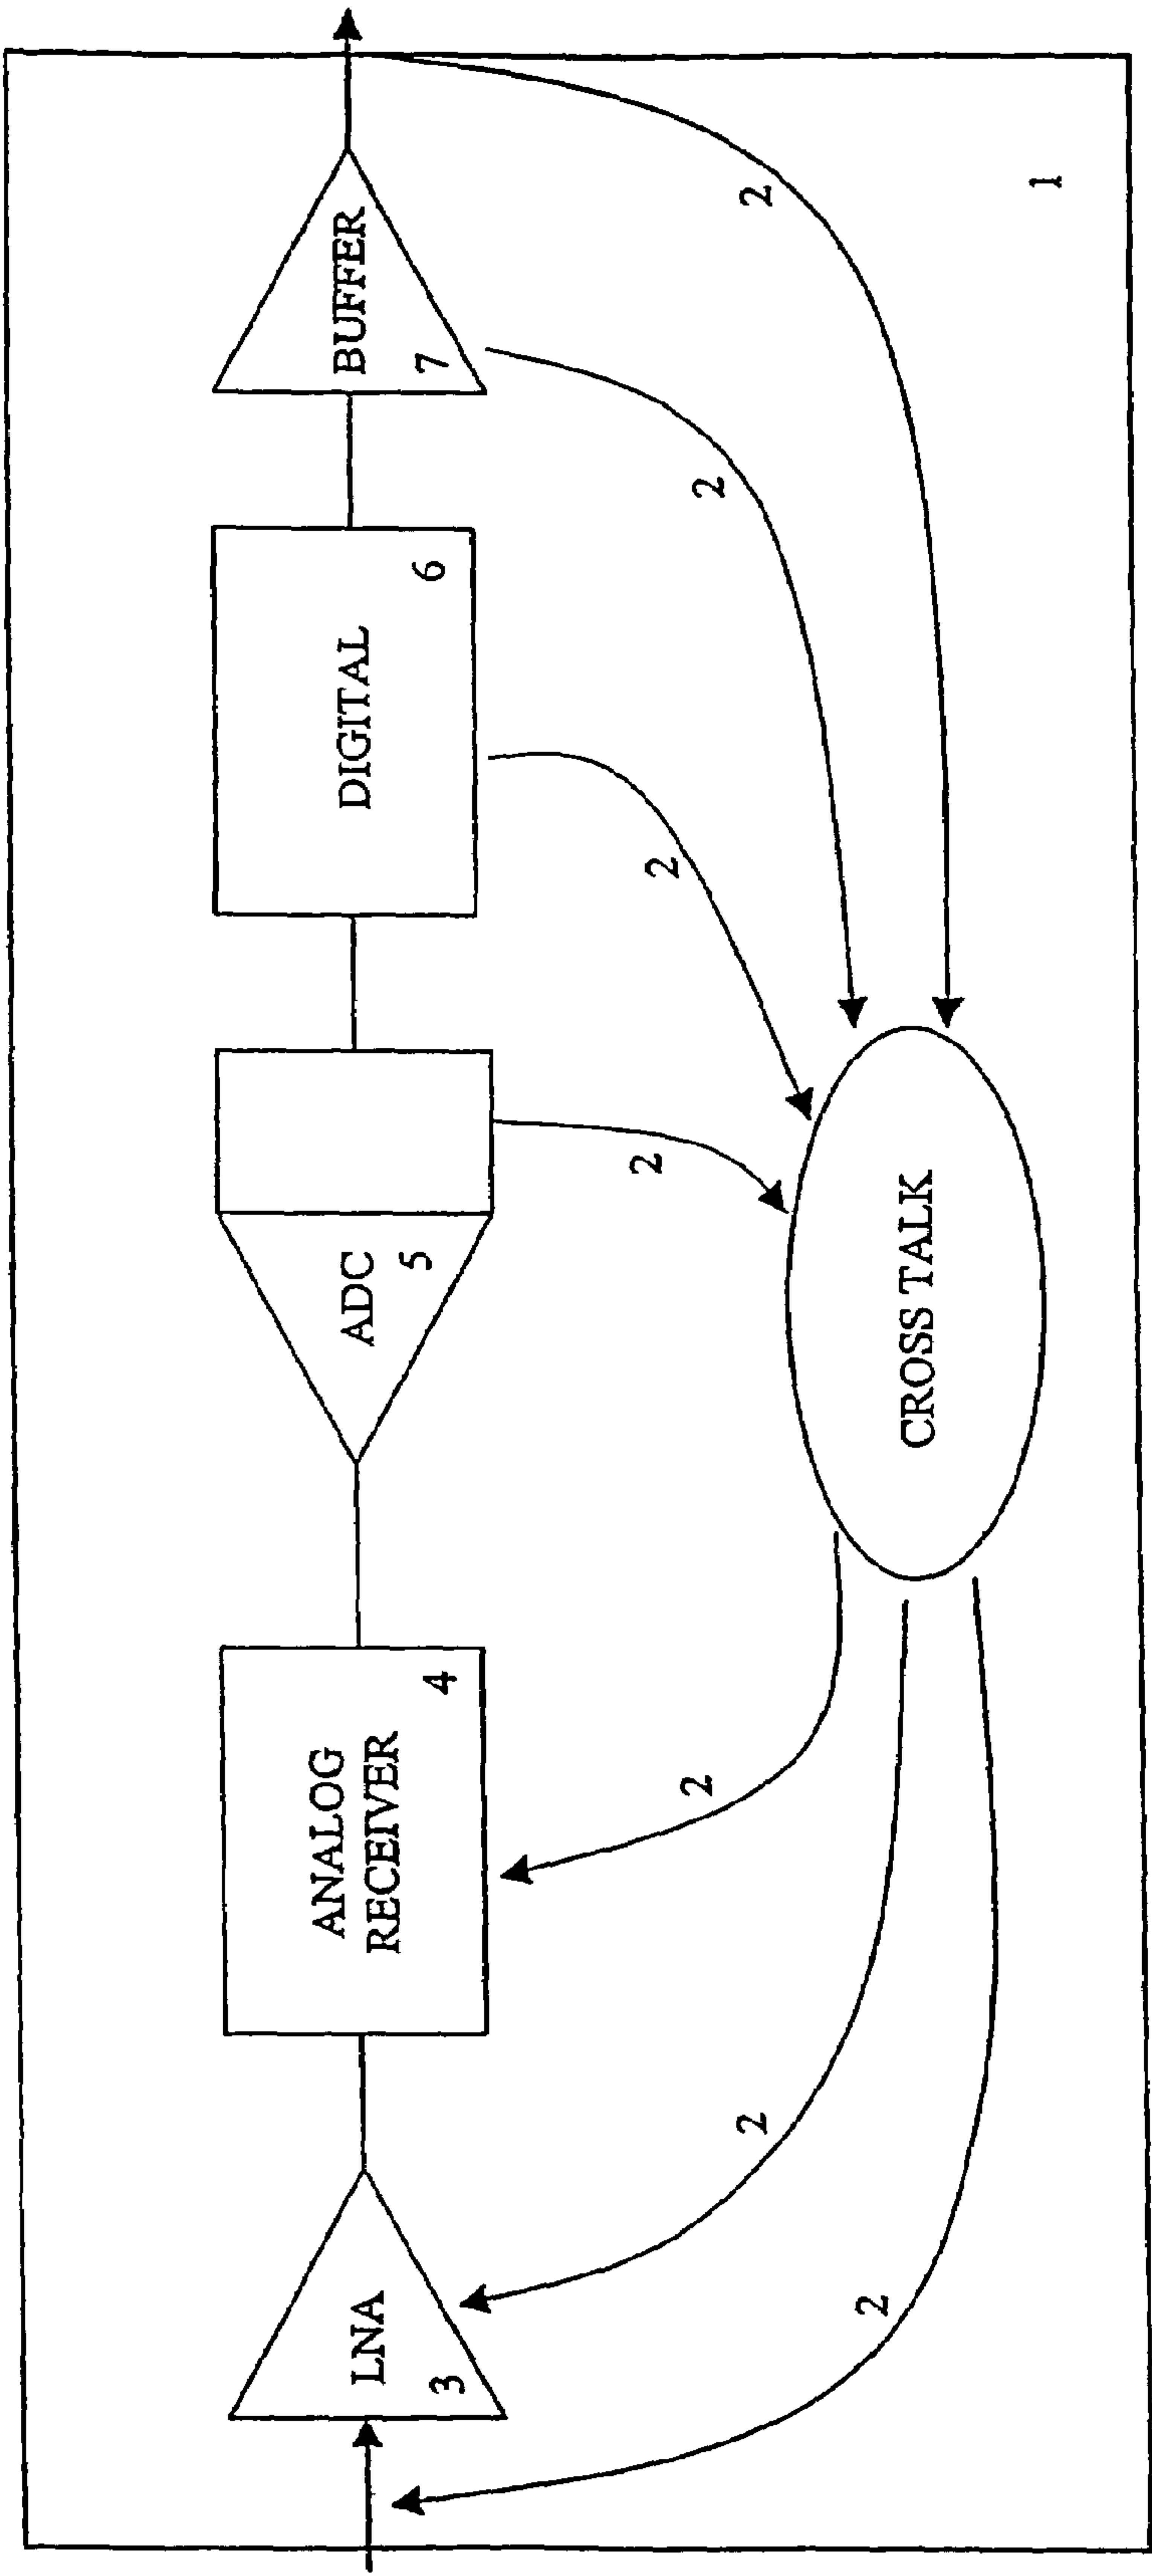 LNA
3
ANALOG
RECEIVER
4
ADC
5
DIGITAL
6
BUFFER
7
2
2
2
2
2
2
2
CROSS TALK
1